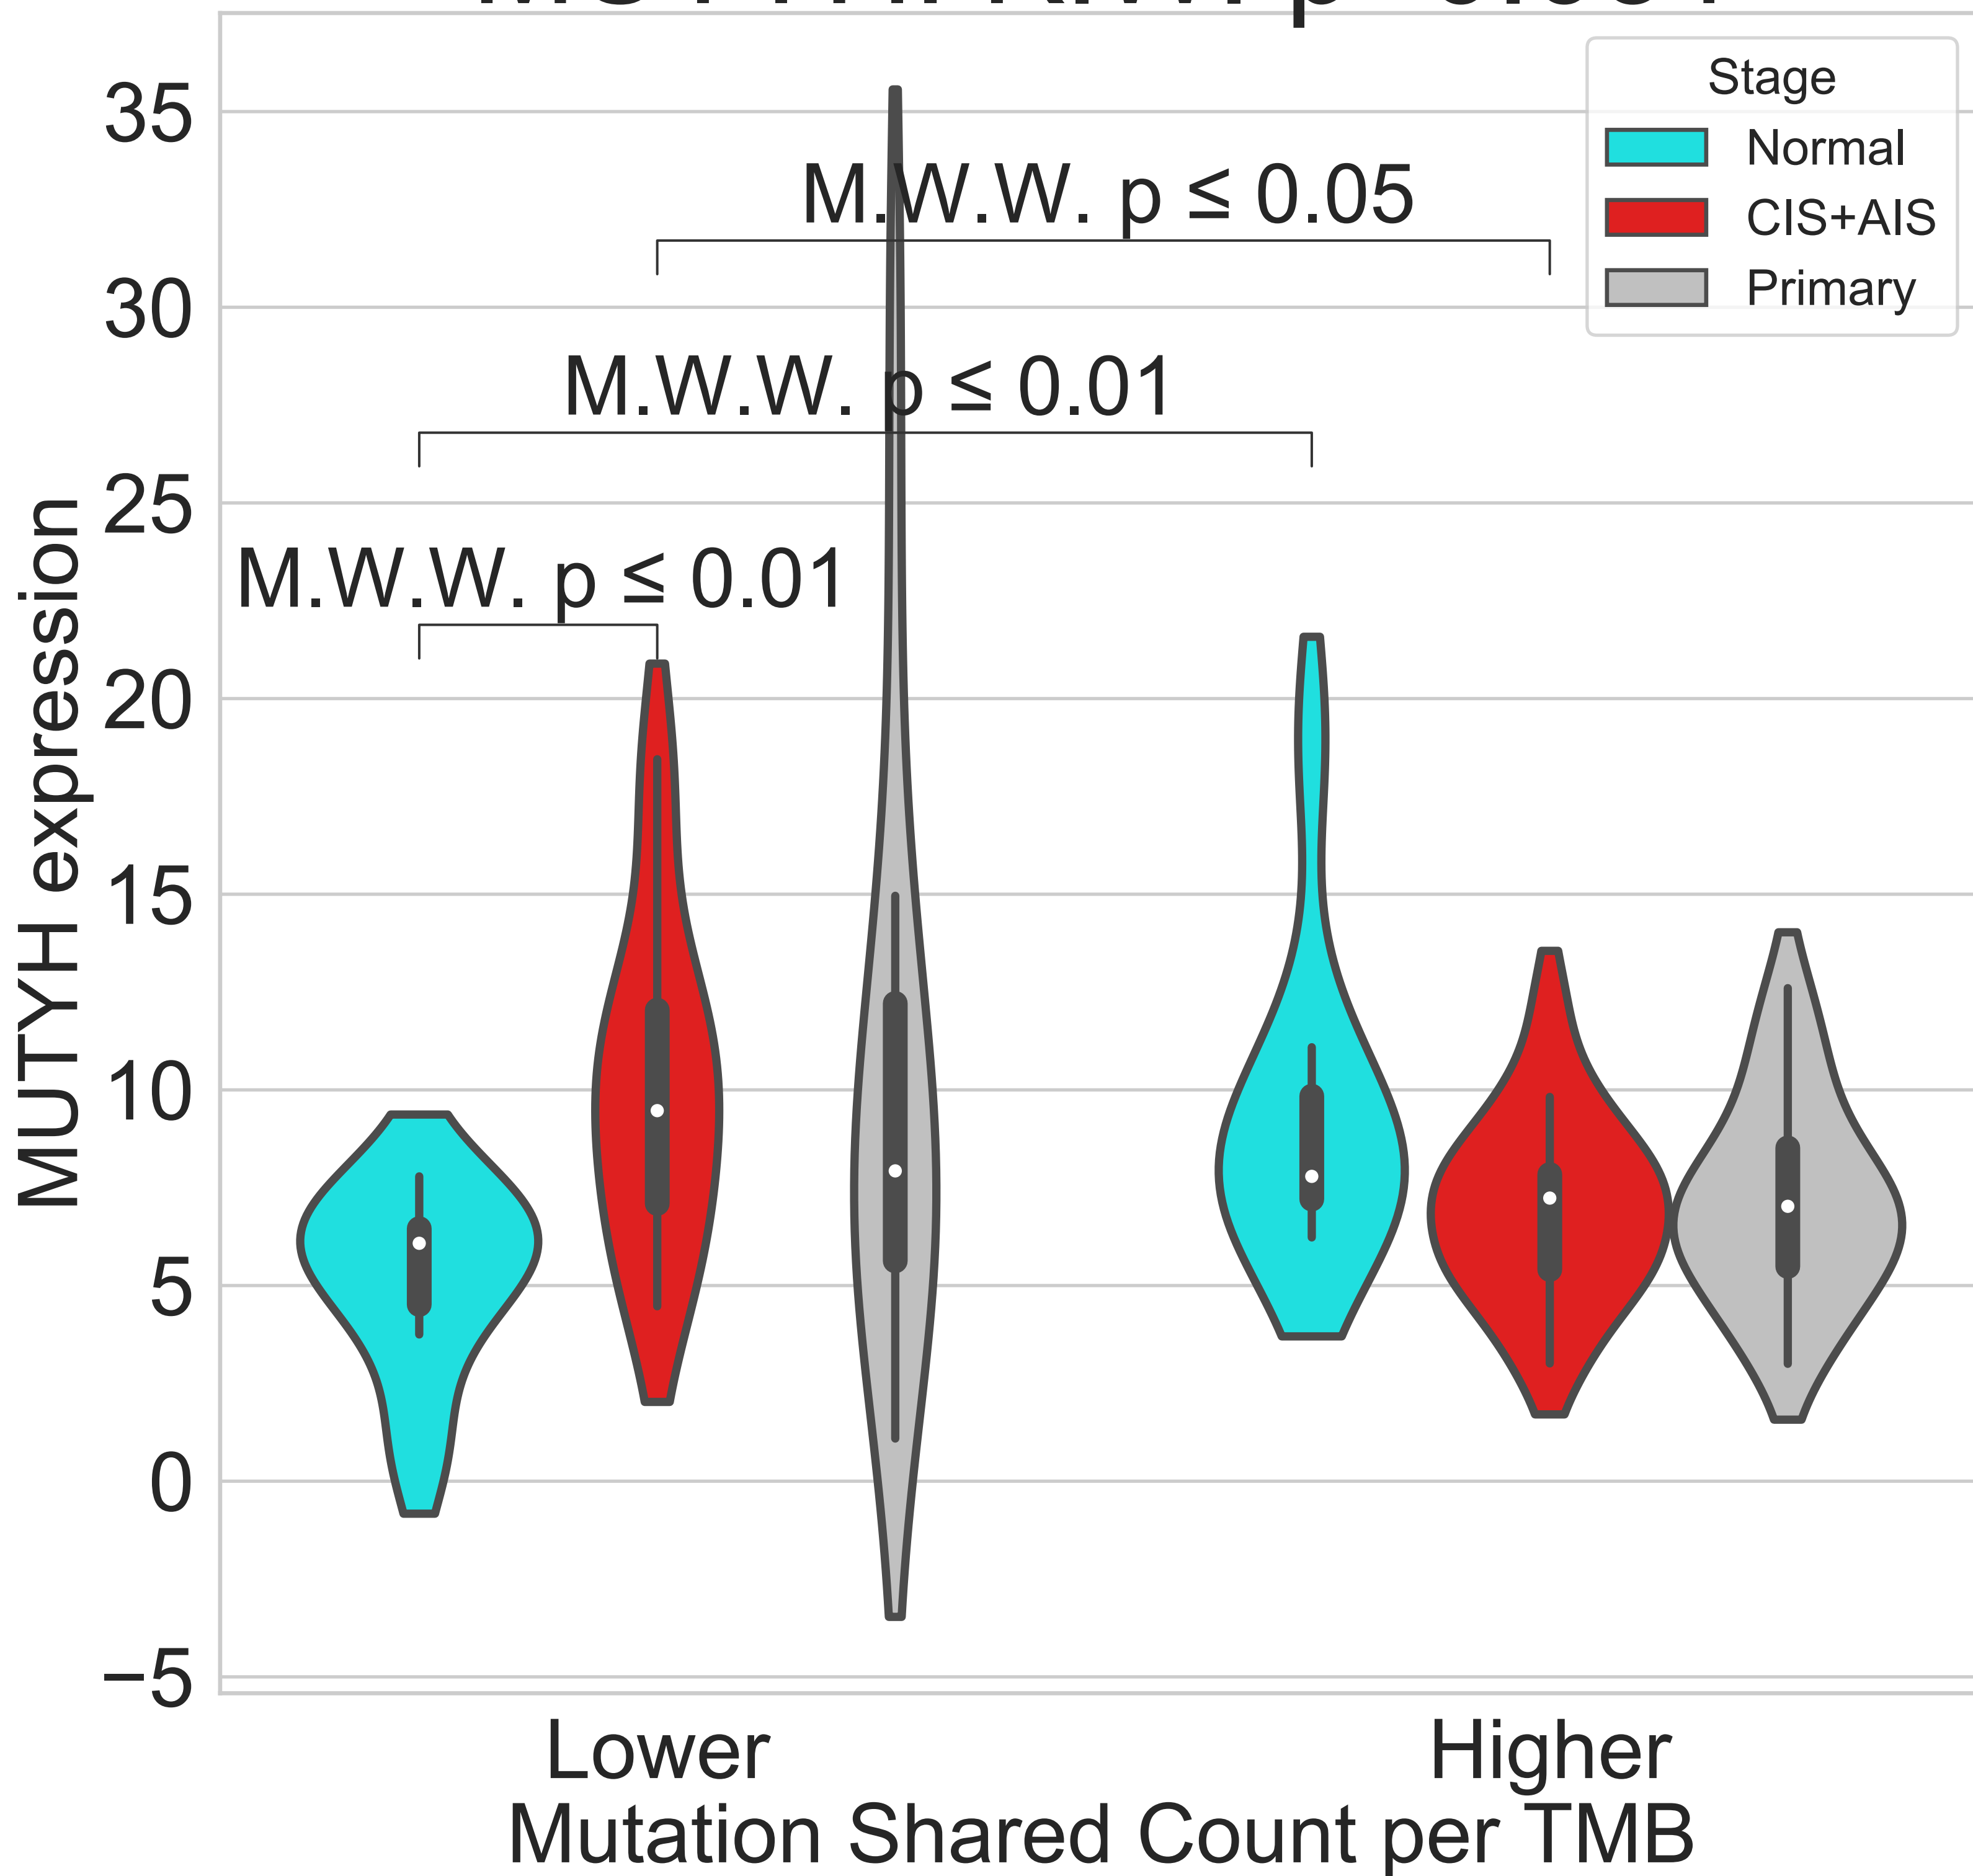 35
30
25
20
15
10
5
0
−5
MUTYH expression
Stage
Normal
CIS+AIS
Primary
M.W.W. p ≤ 0.05
M.W.W. p ≤ 0.01
M.W.W. p ≤ 0.01
Lower
Higher
Mutation Shared Count per TMB